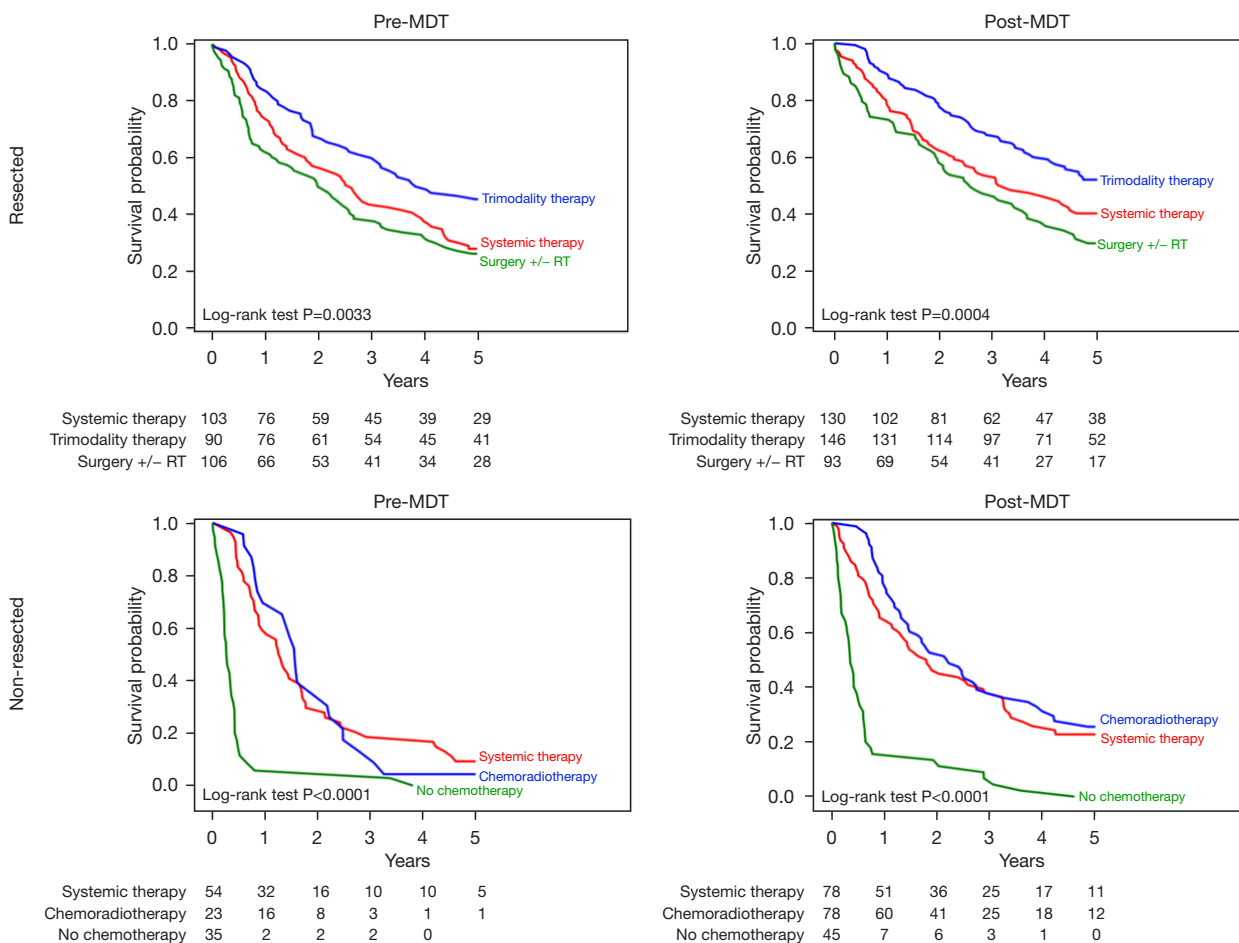 Pre-MDT
Post-MDT
Resected
Survival probability
1.0
0.8
0.6
0.4
0.2
0.0
Trimodality therapy
Systemic therapy
Surgery +/− RT
Log-rank test P=0.0033
0 1 2 3 4 5
Years
Systemic therapy 103 76 59 45 39 29
Trimodality therapy 90 76 61 54 45 41
Surgery +/− RT 106 66 53 41 34 28
Survival probability
1.0
0.8
0.6
0.4
0.2
0.0
Trimodality therapy
Systemic therapy
Surgery +/− RT
Log-rank test P=0.0004
0 1 2 3 4 5
Years
Systemic therapy 130 102 81 62 47 38
Trimodality therapy 146 131 114 97 71 52
Surgery +/− RT 93 69 54 41 27 17
Pre-MDT
Post-MDT
Non-resected
Survival probability
1.0
0.8
0.6
0.4
0.2
0.0
Systemic therapy
Chemoradiotherapy
No chemotherapy
Log-rank test P<0.0001
0 1 2 3 4 5
Years
Systemic therapy 54 32 16 10 10 5
Chemoradiotherapy 23 16 8 3 1 1
No chemotherapy 35 2 2 2 0
Survival probability
1.0
0.8
0.6
0.4
0.2
0.0
Chemoradiotherapy
Systemic therapy
No chemotherapy
Log-rank test P<0.0001
0 1 2 3 4 5
Years
Systemic therapy 78 51 36 25 17 11
Chemoradiotherapy 78 60 41 25 18 12
No chemotherapy 45 7 6 3 1 0